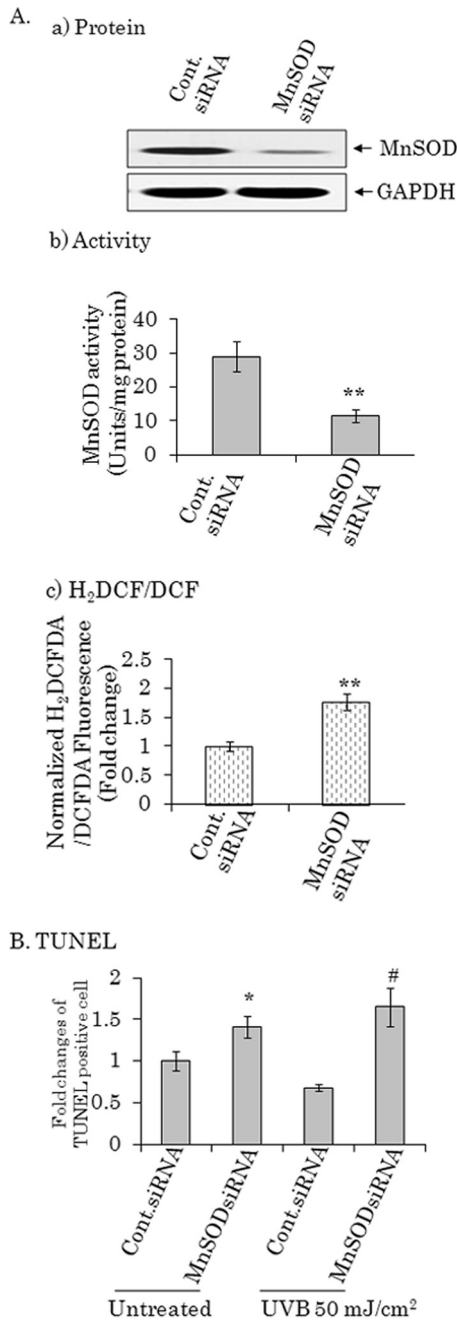 A.
a) Protein
Cont.
siRNA
MnSOD
siRNA
MnSOD
GAPDH
b) Activity
MnSOD activity
(Units/mg protein)
40
30
20
10
0
**
Cont.
siRNA
MnSOD
siRNA
c) H₂DCF/DCF
Normalized H₂DCFDA
/DCFDA Fluorescence
(Fold change)
2.5
2
1.5
1
0.5
0
**
Cont.
siRNA
MnSOD
siRNA
B. TUNEL
Fold changes of
TUNEL positive cell
2
1.5
1
0.5
0
*
#
Cont.siRNA
MnSODsiRNA
Cont.siRNA
MnSODsiRNA
Untreated
UVB 50 mJ/cm²